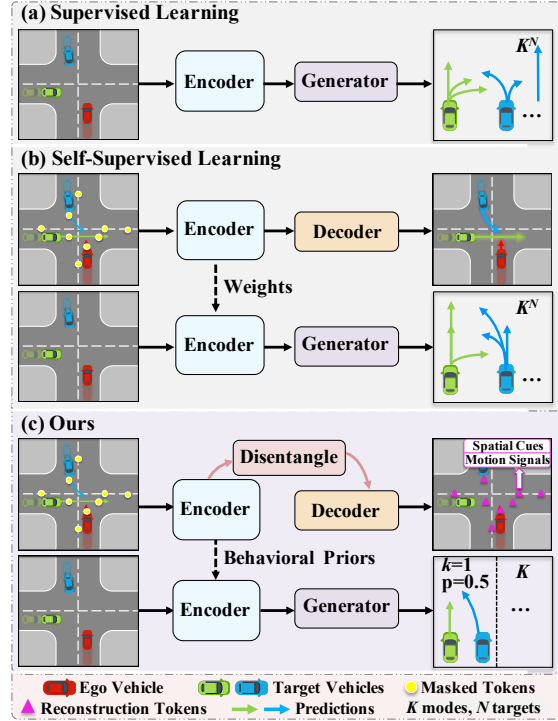 (a) Supervised Learning
Encoder
Generator
K^N
...
(b) Self-Supervised Learning
Encoder
Decoder
Weights
Encoder
Generator
K^N
(c) Ours
Disentangle
Spatial Cues
Motion Signals
Encoder
Decoder
Behavioral Priors
Encoder
Generator
k=1
p=0.5
K
...
Ego Vehicle
Target Vehicles
Masked Tokens
Reconstruction Tokens
Predictions
K modes, N targets